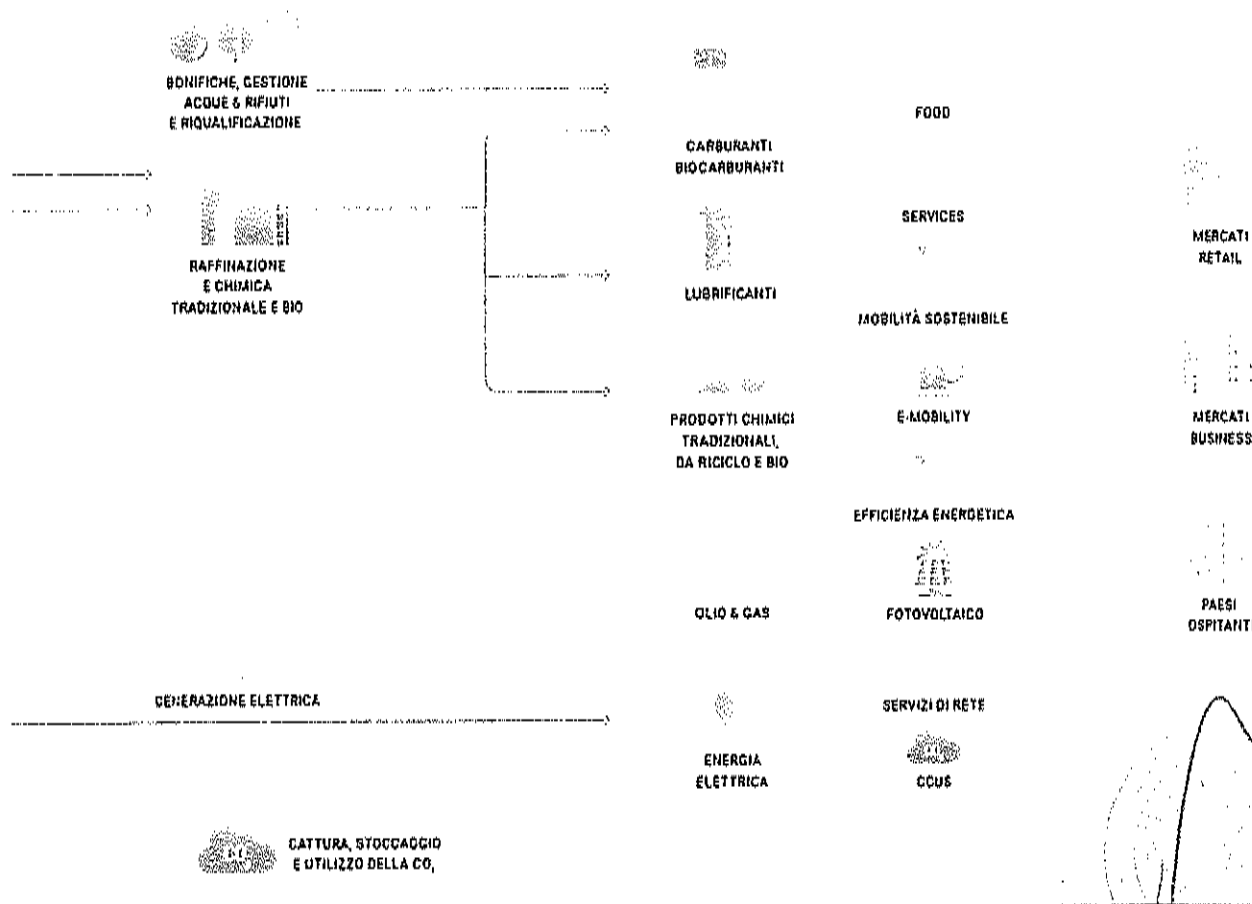 BONIFICHE, GESTIONE
ACQUE & RIFIUTI
E RIQUALIFICAZIONE
RAFFINAZIONE
E CHIMICA
TRADIZIONALE E BIO
GENERAZIONE ELETTRICA
CATTURA, STOCCAGGIO
E UTILIZZO DELLA CO₂
CARBURANTI
BIOCARBURANTI
LUBRIFICANTI
PRODOTTI CHIMICI
TRADIZIONALI,
DA RICICLO E BIO
OLIO & GAS
ENERGIA
ELETTRICA
FOOD
SERVICES
MOBILITÀ SOSTENIBILE
E-MOBILITY
EFFICIENZA ENERGETICA
FOTOVOLTAICO
SERVIZI DI RETE
CCUS
MERCATI
RETAIL
MERCATI
BUSINESS
PAESI
OSPITANTI